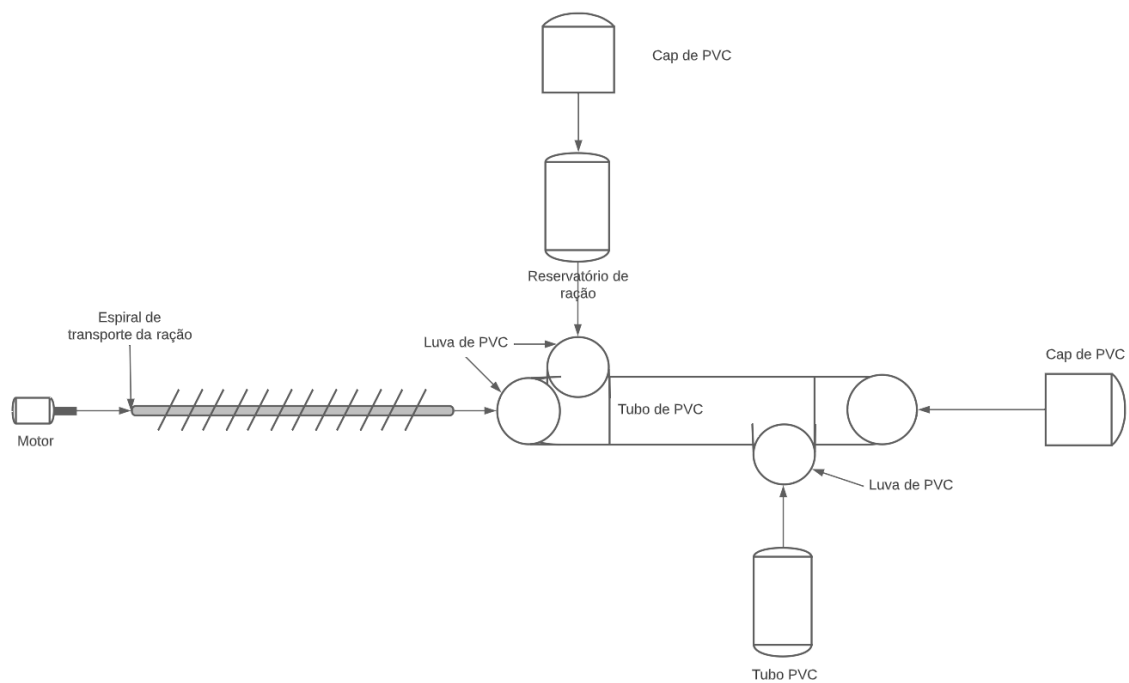 Cap de PVC
Reservatório de
ração
Espiral de
transporte da ração
Luva de PVC
Cap de PVC
Tubo de PVC
Motor
Luva de PVC
Tubo PVC